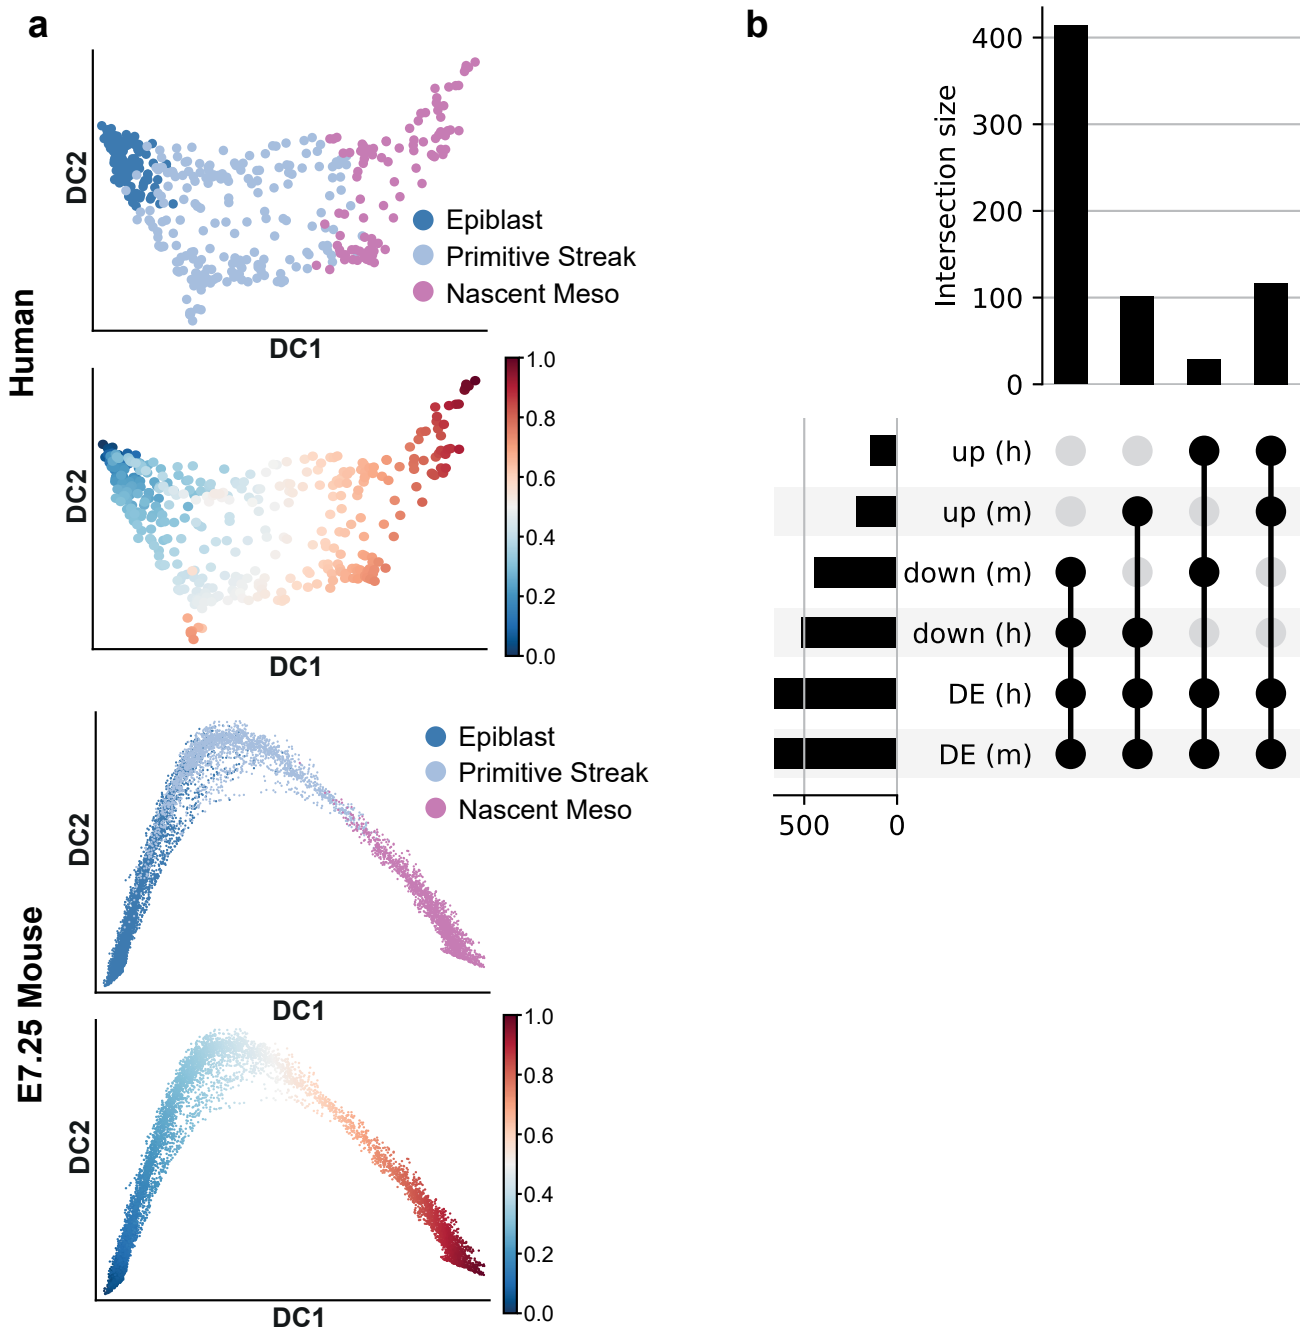 a
Human
DC2
Epiblast
Primitive Streak
Nascent Meso
DC1
DC2
1.0
0.8
0.6
0.4
0.2
0.0
DC1
E7.25 Mouse
DC2
Epiblast
Primitive Streak
Nascent Meso
DC1
DC2
1.0
0.8
0.6
0.4
0.2
0.0
DC1
b
Intersection size
400
300
200
100
0
up (h)
up (m)
down (m)
down (h)
DE (h)
DE (m)
500 0